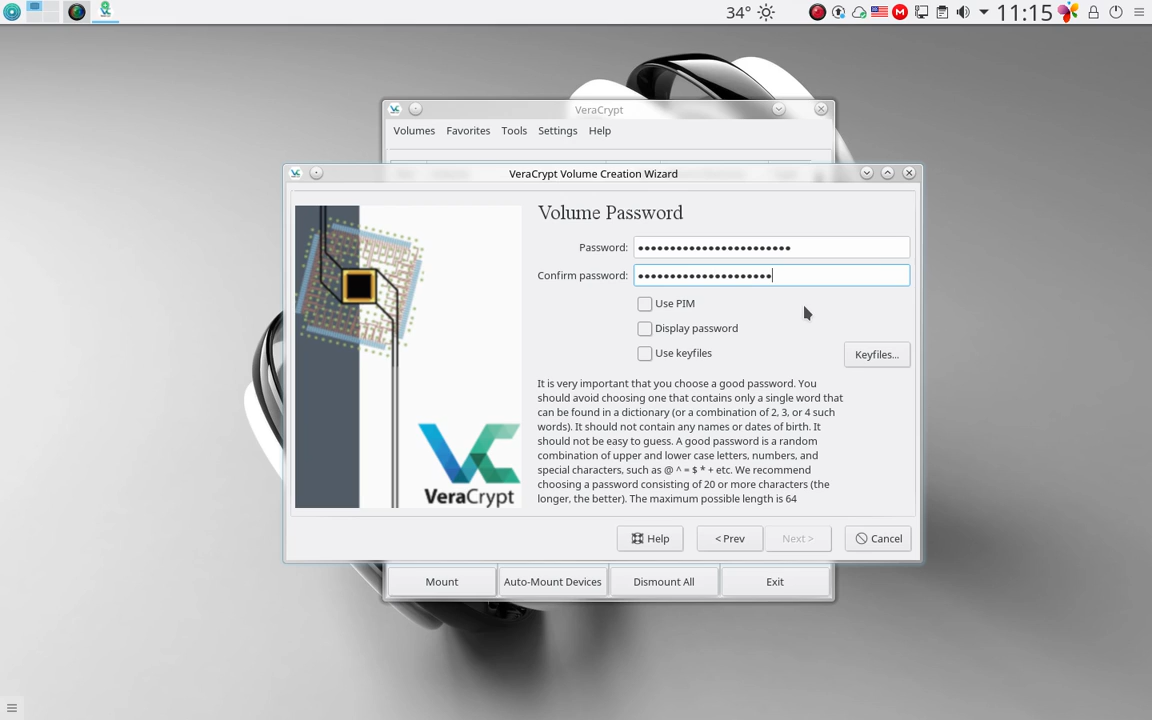 34°
11:15
VeraCrypt
Volumes Favorites Tools Settings Help
VeraCrypt Volume Creation Wizard
Volume Password
Password: ••••••••••••••••••••••••
Confirm password: •••••••••••••••••••••
Use PIM
Display password
Use keyfiles
Keyfiles...
It is very important that you choose a good password. You
should avoid choosing one that contains only a single word that
can be found in a dictionary (or a combination of 2, 3, or 4 such
words). It should not contain any names or dates of birth. It
should not be easy to guess. A good password is a random
combination of upper and lower case letters, numbers, and
special characters, such as @ ^ = $ * + etc. We recommend
choosing a password consisting of 20 or more characters (the
longer, the better). The maximum possible length is 64
VeraCrypt
Help < Prev Next > Cancel
Mount Auto-Mount Devices Dismount All Exit